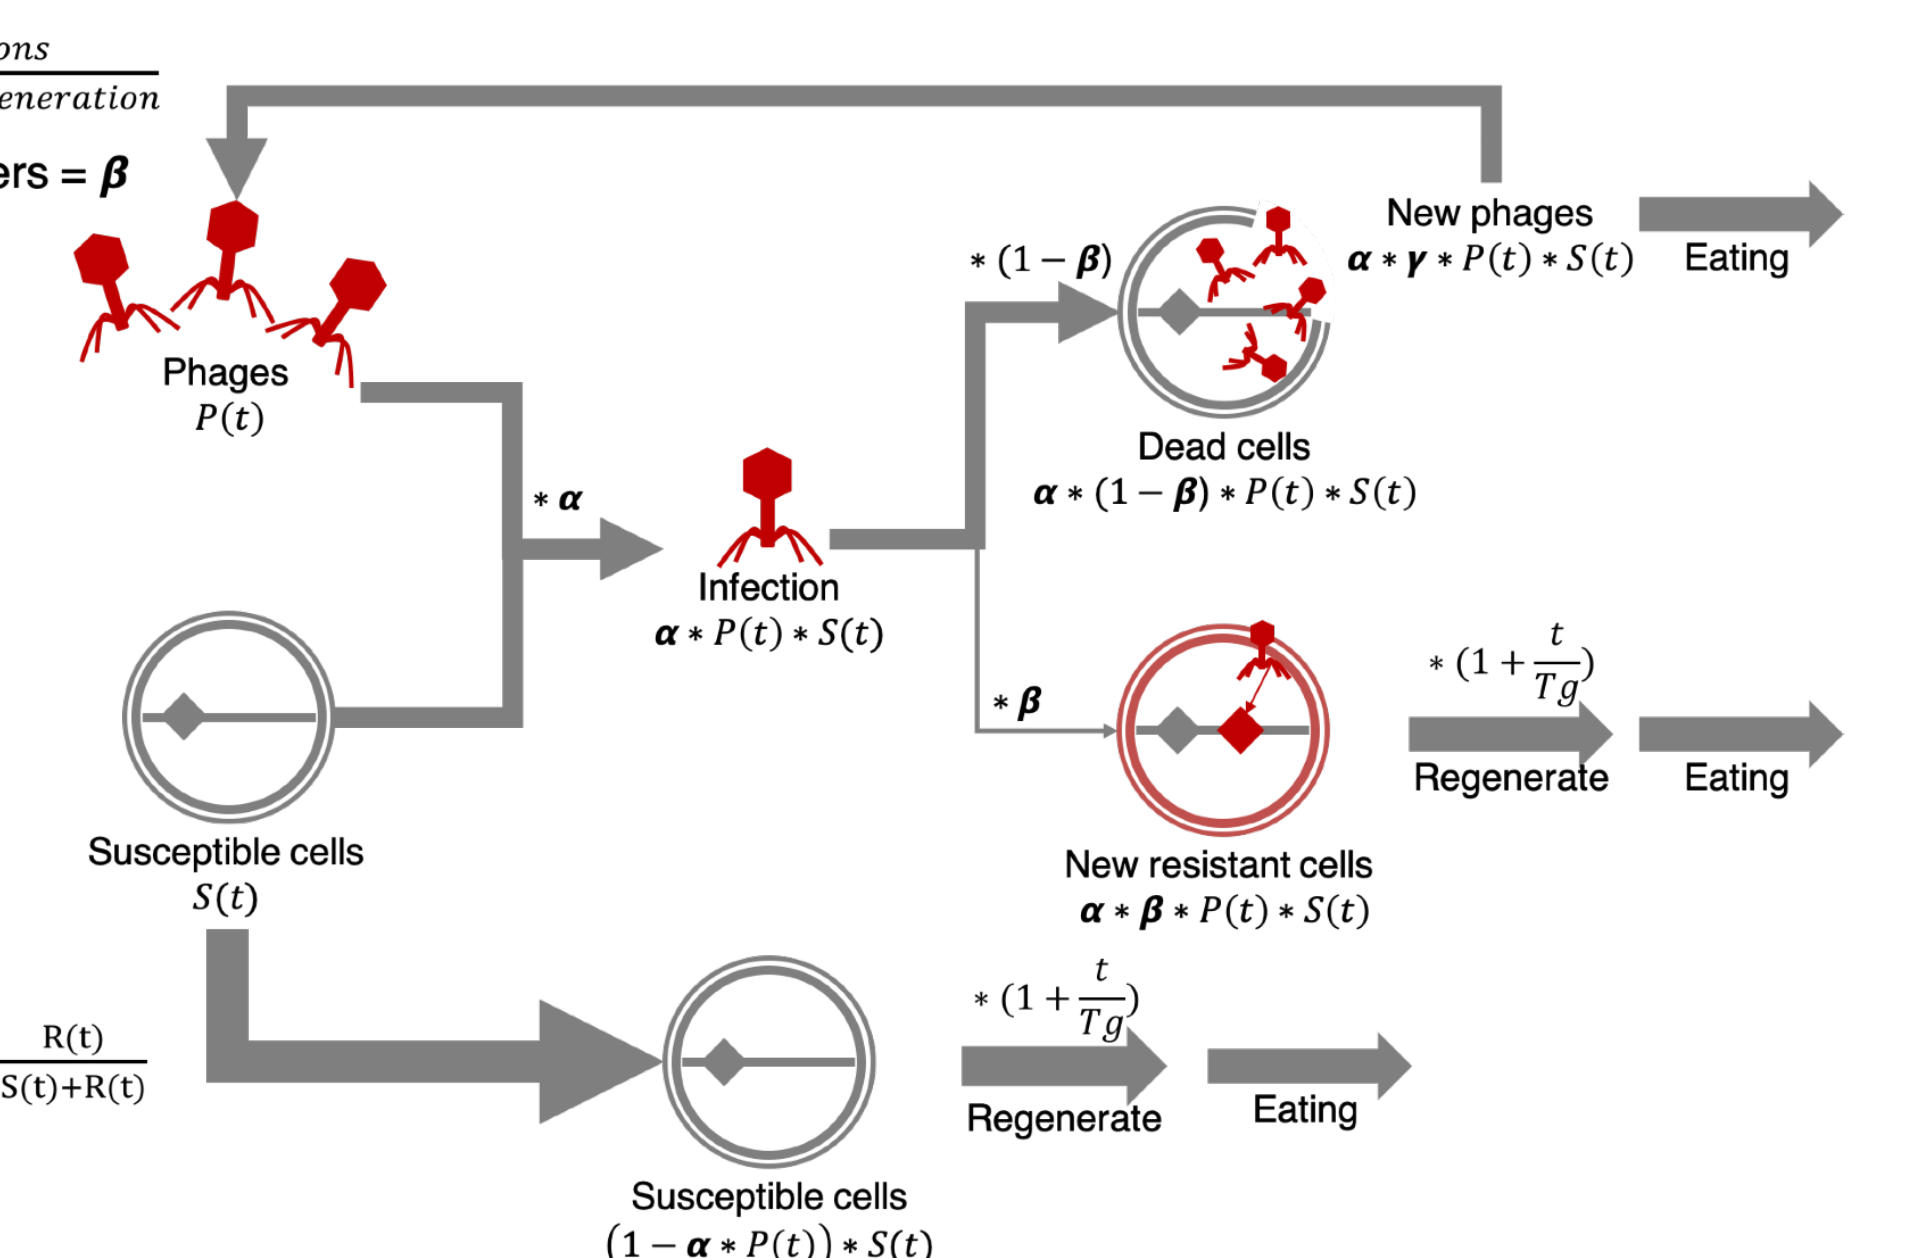 ons
eneration
ers = β
Phages
P(t)
* α
Infection
α * P(t) * S(t)
* (1 − β)
Dead cells
α * (1 − β) * P(t) * S(t)
New phages
α * γ * P(t) * S(t)
Eating
Susceptible cells
S(t)
* β
New resistant cells
α * β * P(t) * S(t)
* (1 + t/Tg)
Regenerate
Eating
R(t)
S(t)+R(t)
Susceptible cells
(1 − α * P(t)) * S(t)
* (1 + t/Tg)
Regenerate
Eating